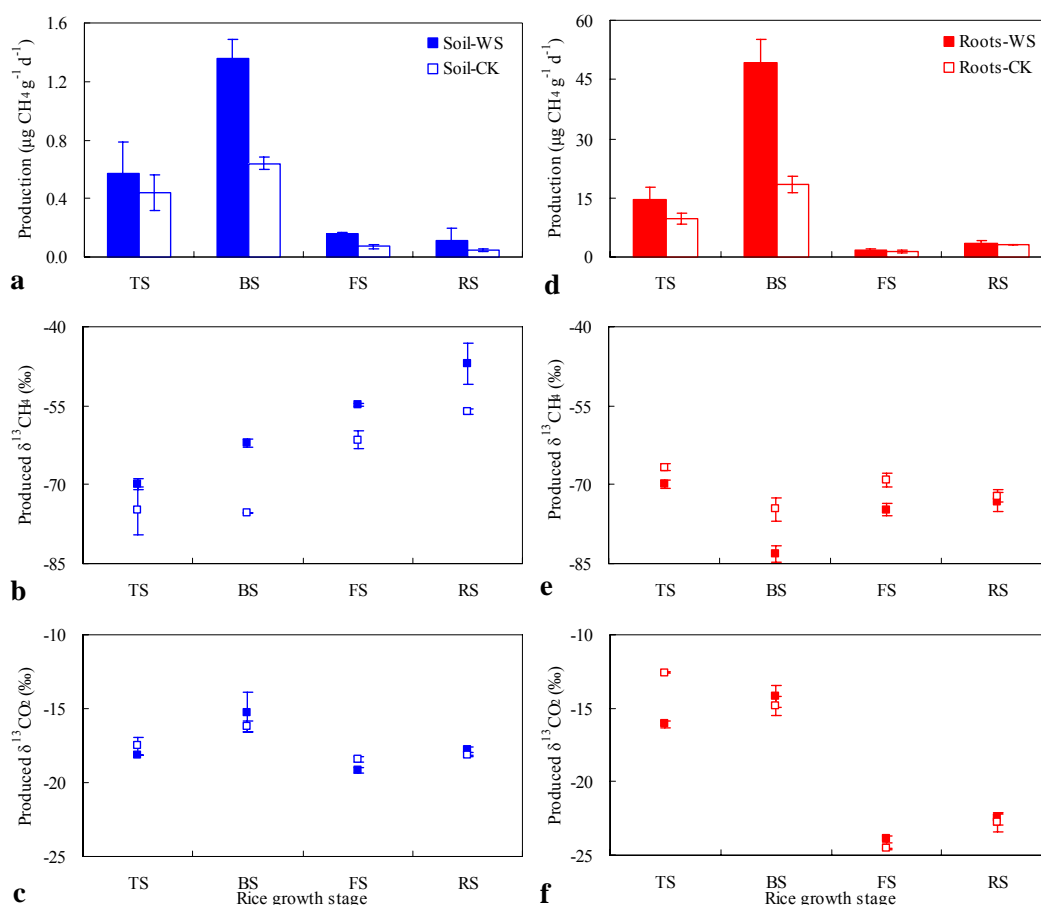 Production (µg CH4 g-1 d-1)
1.6
1.2
0.8
0.4
0.0
Soil-WS
Soil-CK
TS BS FS RS
a
Production (µg CH4 g-1 d-1)
60
45
30
15
0
Roots-WS
Roots-CK
TS BS FS RS
d
Produced δ13CH4 (‰)
-40
-55
-70
-85
TS BS FS RS
b
Produced δ13CH4 (‰)
-40
-55
-70
-85
TS BS FS RS
e
Produced δ13CO2 (‰)
-10
-15
-20
-25
TS BS FS RS
Rice growth stage
c
Produced δ13CO2 (‰)
-10
-15
-20
-25
TS BS FS RS
Rice growth stage
f